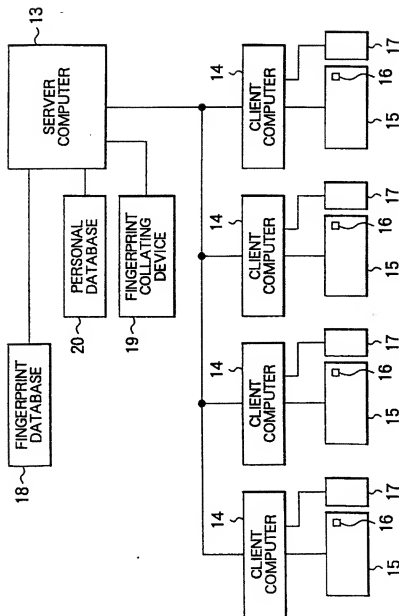 13
SERVER
COMPUTER
FINGERPRINT
DATABASE
18
PERSONAL
DATABASE
20
FINGERPRINT
COLLATING
DEVICE
19
14
CLIENT
COMPUTER
17
16
15
14
CLIENT
COMPUTER
17
16
15
14
CLIENT
COMPUTER
17
16
15
14
CLIENT
COMPUTER
17
16
15